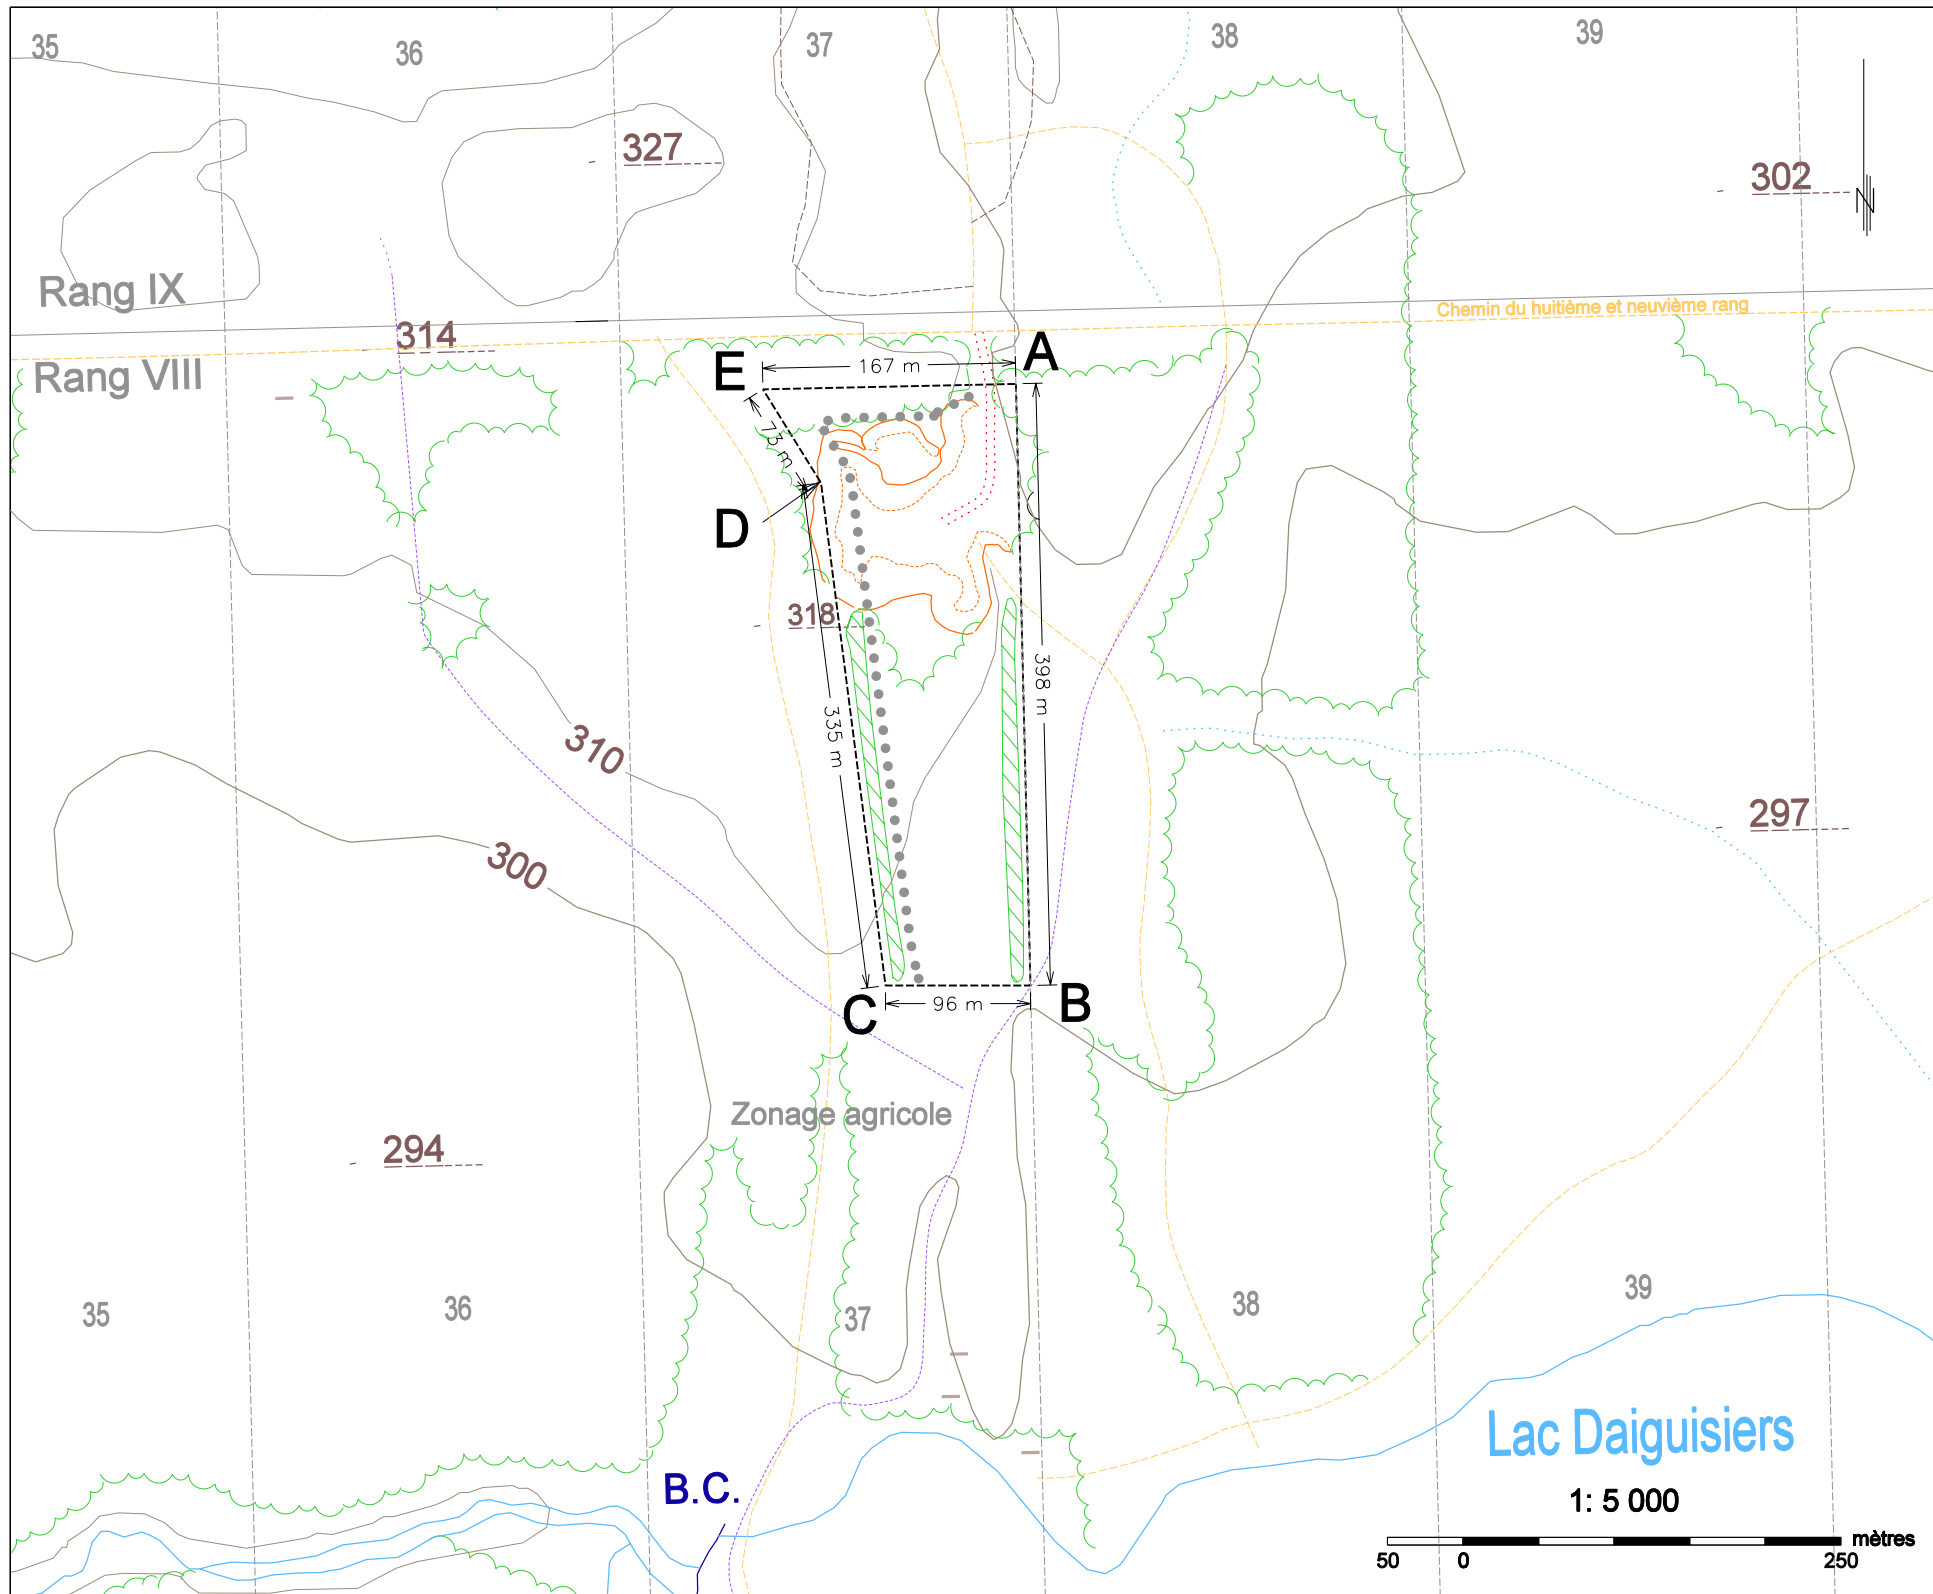 35
36
37
38
39
327
302
Rang IX
Chemin du huitième et neuvième rang
314
Rang VIII
E
167 m
A
73 m
D
318
398 m
335 m
310
297
300
C
96 m
B
Zonage agricole
294
35
36
37
38
39
Lac Daiguisiers
B.C.
1: 5 000
mètres
50 0 250
N